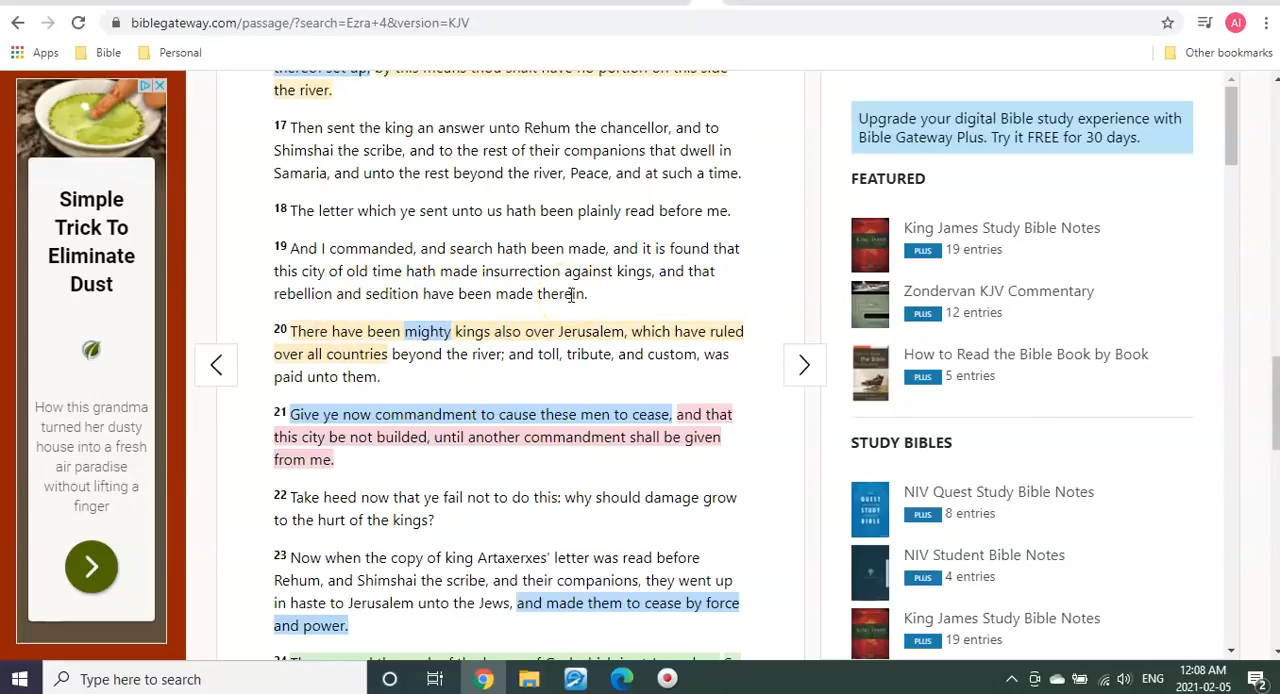 biblegateway.com/passage/?search=Ezra+4&version=KJV
AI
Apps
Bible
Personal
Other bookmarks
Simple
Trick To
Eliminate
Dust
How this grandma
turned her dusty
house into a fresh
air paradise
without lifting a
finger
thereof set up, by this means thou shalt have no portion on this side
the river.
17 Then sent the king an answer unto Rehum the chancellor, and to
Shimshai the scribe, and to the rest of their companions that dwell in
Samaria, and unto the rest beyond the river, Peace, and at such a time.
18 The letter which ye sent unto us hath been plainly read before me.
19 And I commanded, and search hath been made, and it is found that
this city of old time hath made insurrection against kings, and that
rebellion and sedition have been made therein.
20 There have been mighty kings also over Jerusalem, which have ruled
over all countries beyond the river; and toll, tribute, and custom, was
paid unto them.
21 Give ye now commandment to cause these men to cease, and that
this city be not builded, until another commandment shall be given
from me.
22 Take heed now that ye fail not to do this: why should damage grow
to the hurt of the kings?
23 Now when the copy of king Artaxerxes' letter was read before
Rehum, and Shimshai the scribe, and their companions, they went up
in haste to Jerusalem unto the Jews, and made them to cease by force
and power.
Upgrade your digital Bible study experience with
Bible Gateway Plus. Try it FREE for 30 days.
FEATURED
King James Study Bible Notes
PLUS 19 entries
Zondervan KJV Commentary
PLUS 12 entries
How to Read the Bible Book by Book
PLUS 5 entries
STUDY BIBLES
NIV Quest Study Bible Notes
PLUS 8 entries
NIV Student Bible Notes
PLUS 4 entries
King James Study Bible Notes
PLUS 19 entries
Type here to search
ENG
12:08 AM
2021-02-05
2